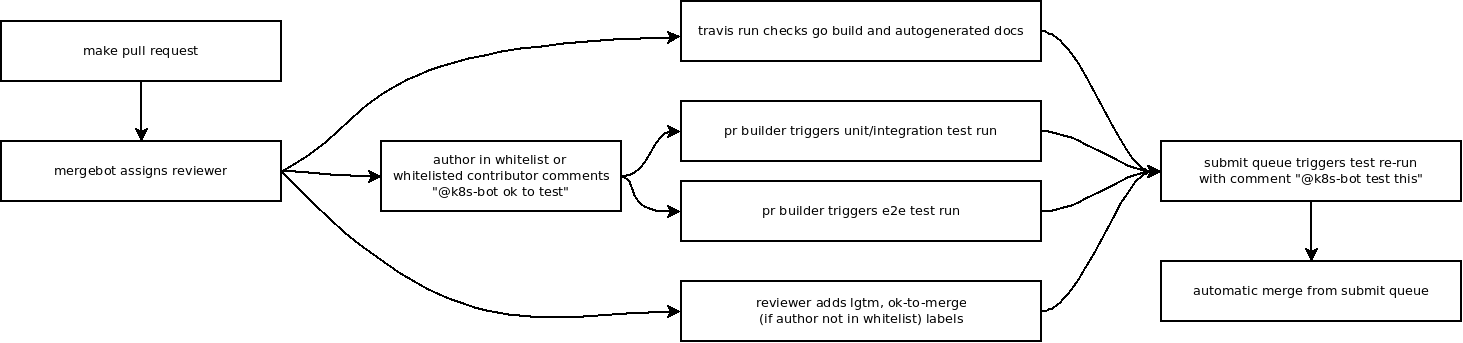 make pull request
mergebot assigns reviewer
author in whitelist or
whitelisted contributor comments
"@k8s-bot ok to test"
travis run checks go build and autogenerated docs
pr builder triggers unit/integration test run
pr builder triggers e2e test run
reviewer adds lgtm, ok-to-merge
(if author not in whitelist) labels
submit queue triggers test re-run
with comment "@k8s-bot test this"
automatic merge from submit queue